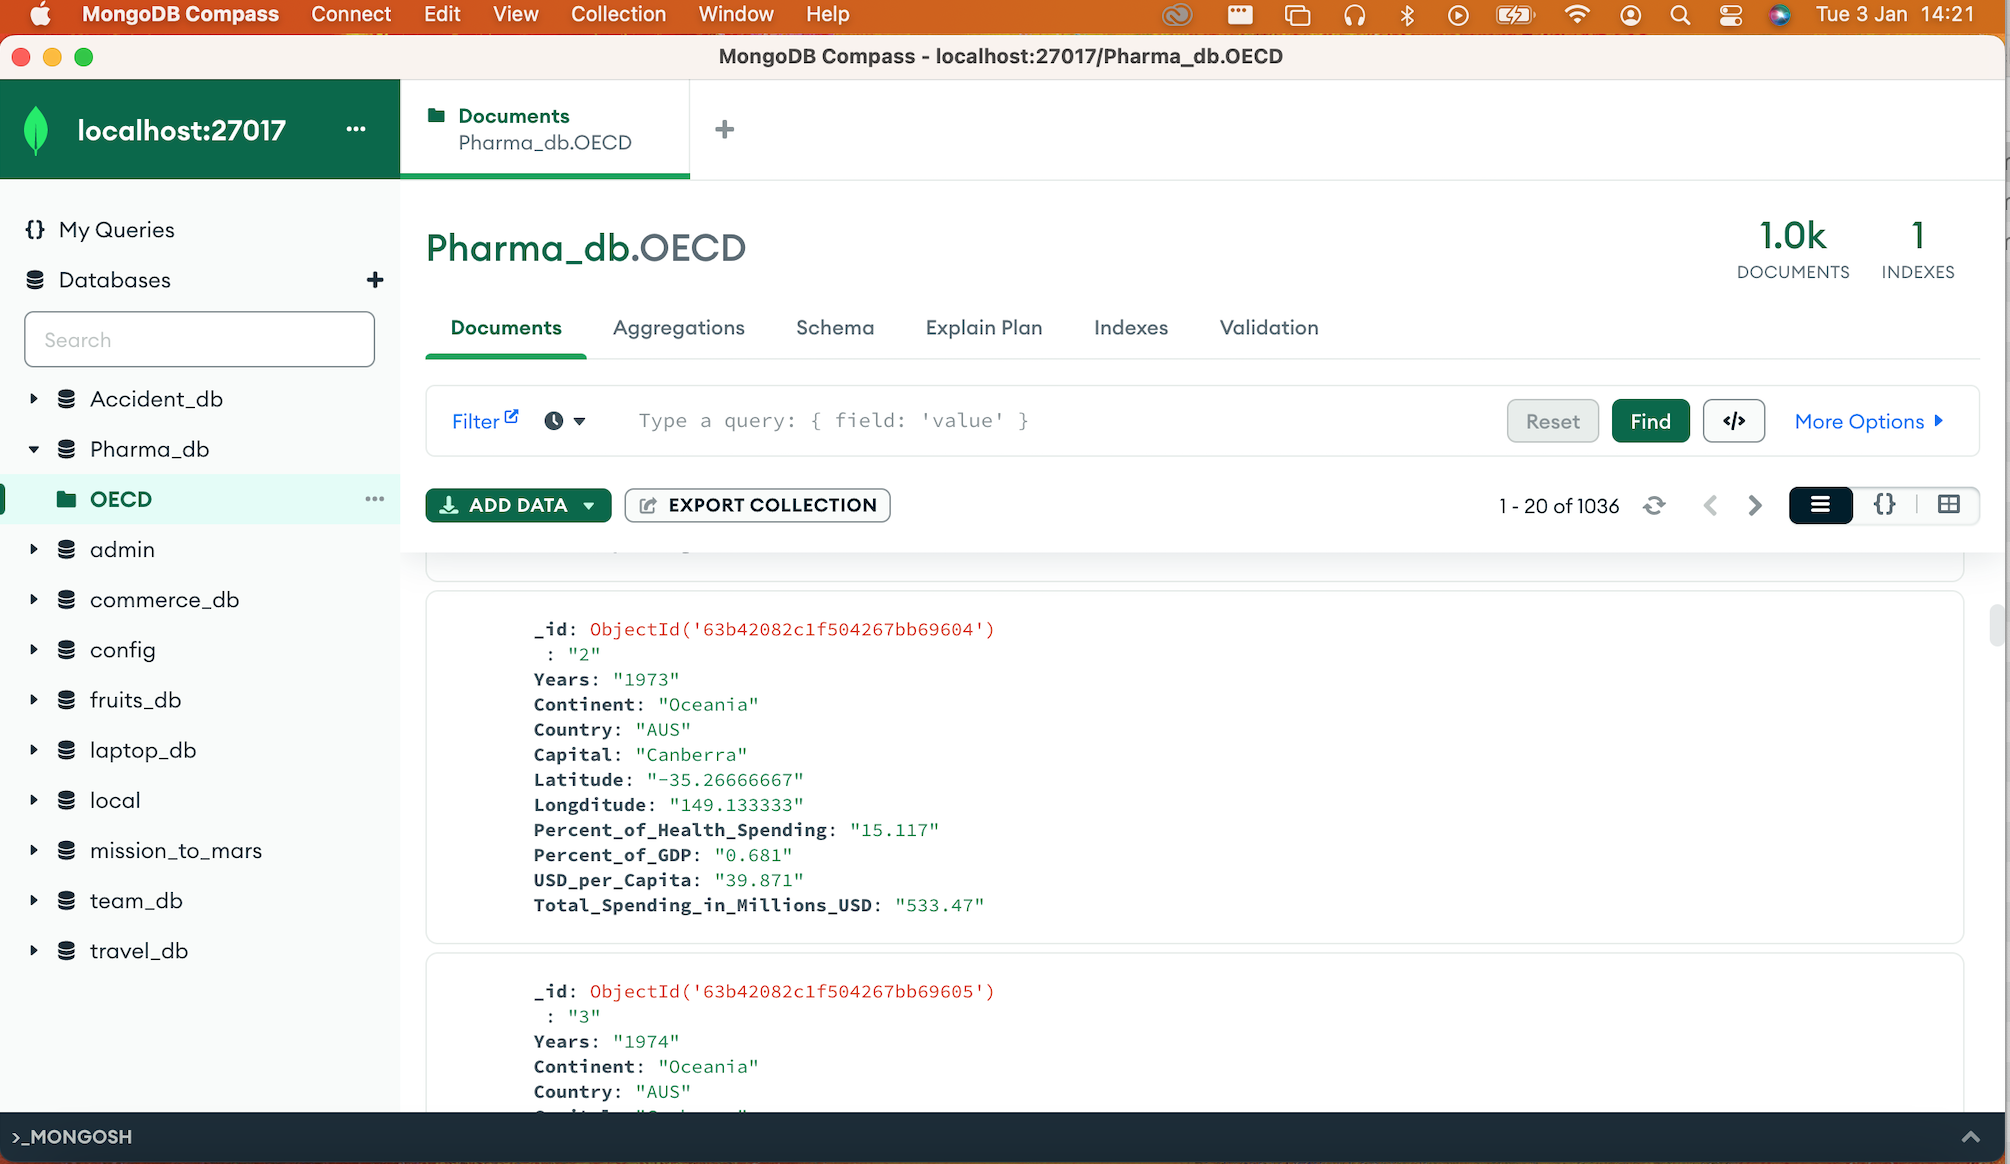 MongoDB Compass Connect Edit View Collection Window Help Tue 3 Jan 14:21
MongoDB Compass - localhost:27017/Pharma_db.OECD
localhost:27017 ...
Documents
Pharma_db.OECD
+
{} My Queries
Databases +
Search
Accident_db
Pharma_db
OECD ...
admin
commerce_db
config
fruits_db
laptop_db
local
mission_to_mars
team_db
travel_db
Pharma_db.OECD
1.0k
DOCUMENTS
1
INDEXES
Documents Aggregations Schema Explain Plan Indexes Validation
Filter Type a query: { field: 'value' } Reset Find </> More Options
ADD DATA EXPORT COLLECTION 1 - 20 of 1036 {}
_id: ObjectId('63b42082c1f504267bb69604')
: "2"
Years: "1973"
Continent: "Oceania"
Country: "AUS"
Capital: "Canberra"
Latitude: "-35.26666667"
Longditude: "149.133333"
Percent_of_Health_Spending: "15.117"
Percent_of_GDP: "0.681"
USD_per_Capita: "39.871"
Total_Spending_in_Millions_USD: "533.47"
_id: ObjectId('63b42082c1f504267bb69605')
: "3"
Years: "1974"
Continent: "Oceania"
Country: "AUS"
>_MONGOSH